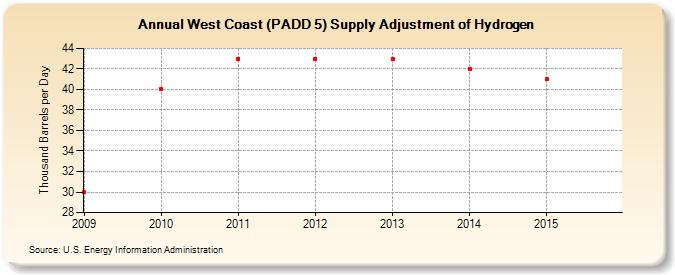 Annual West Coast (PADD 5) Supply Adjustment of Hydrogen
Thousand Barrels per Day
44
42
40
38
36
34
32
30
28
2009 2010 2011 2012 2013 2014 2015
Source: U.S. Energy Information Administration